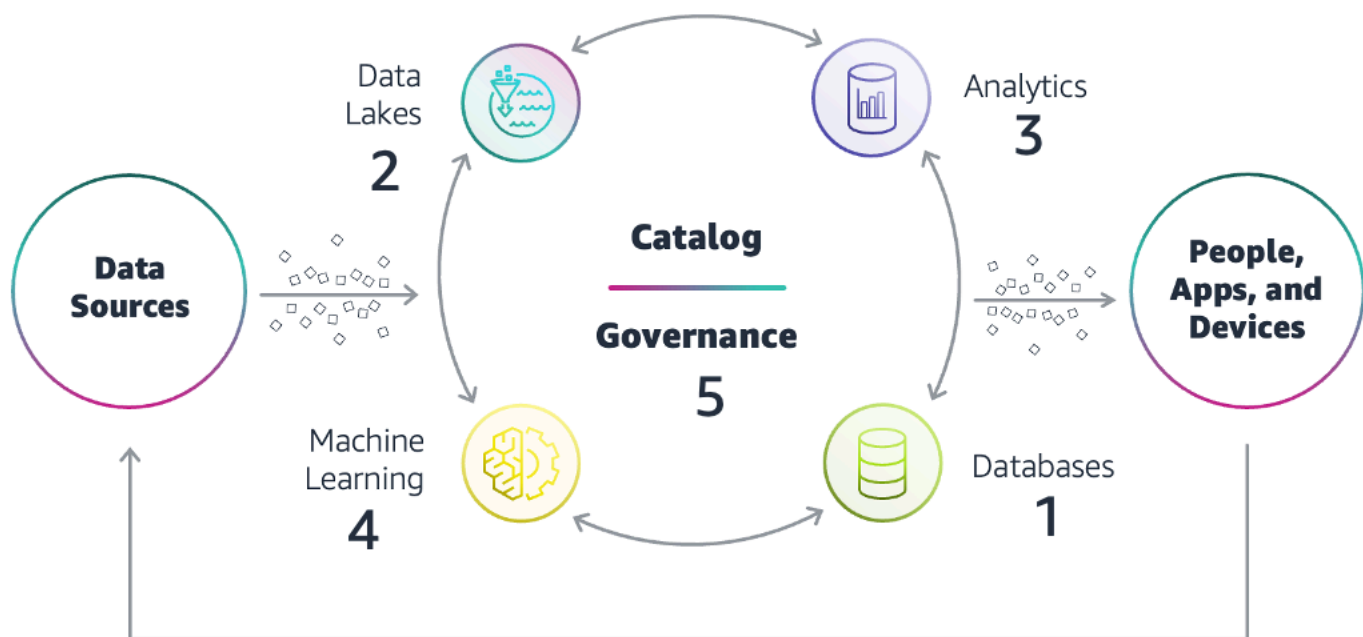 Data
Lakes
2
Analytics
3
Data
Sources
Catalog
Governance
5
People,
Apps, and
Devices
Machine
Learning
4
Databases
1